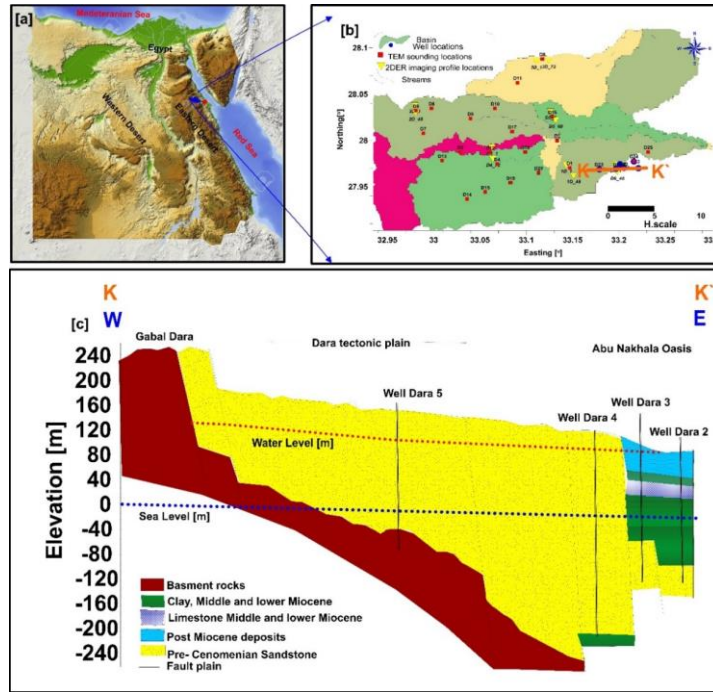 [a]
Mediteranean Sea
Egypt
Western Desert
Eastern Desert
Red Sea
[b]
Basin
Well locations
TEM sounding locations
2DER imaging profile locations
Streams
Northing[°]
28.1
28.05
28
27.95
K
K`
0
5
10
H.scale
32.95
33
33.05
33.1
33.15
33.2
33.25
33.
Easting [°]
K
K`
[c]
W
E
Gabal Dara
Dara tectonic plain
Abu Nakhala Oasis
Well Dara 5
Well Dara 4
Well Dara 3
Well Dara 2
Water Level [m]
Sea Level [m]
Elevation [m]
240
200
160
120
80
40
0
-40
-80
-120
-160
-200
-240
Basment rocks
Clay, Middle and lower Miocene
Limestone Middle and lower Miocene
Post Miocene deposits
Pre- Cenomenian Sandstone
Fault plain